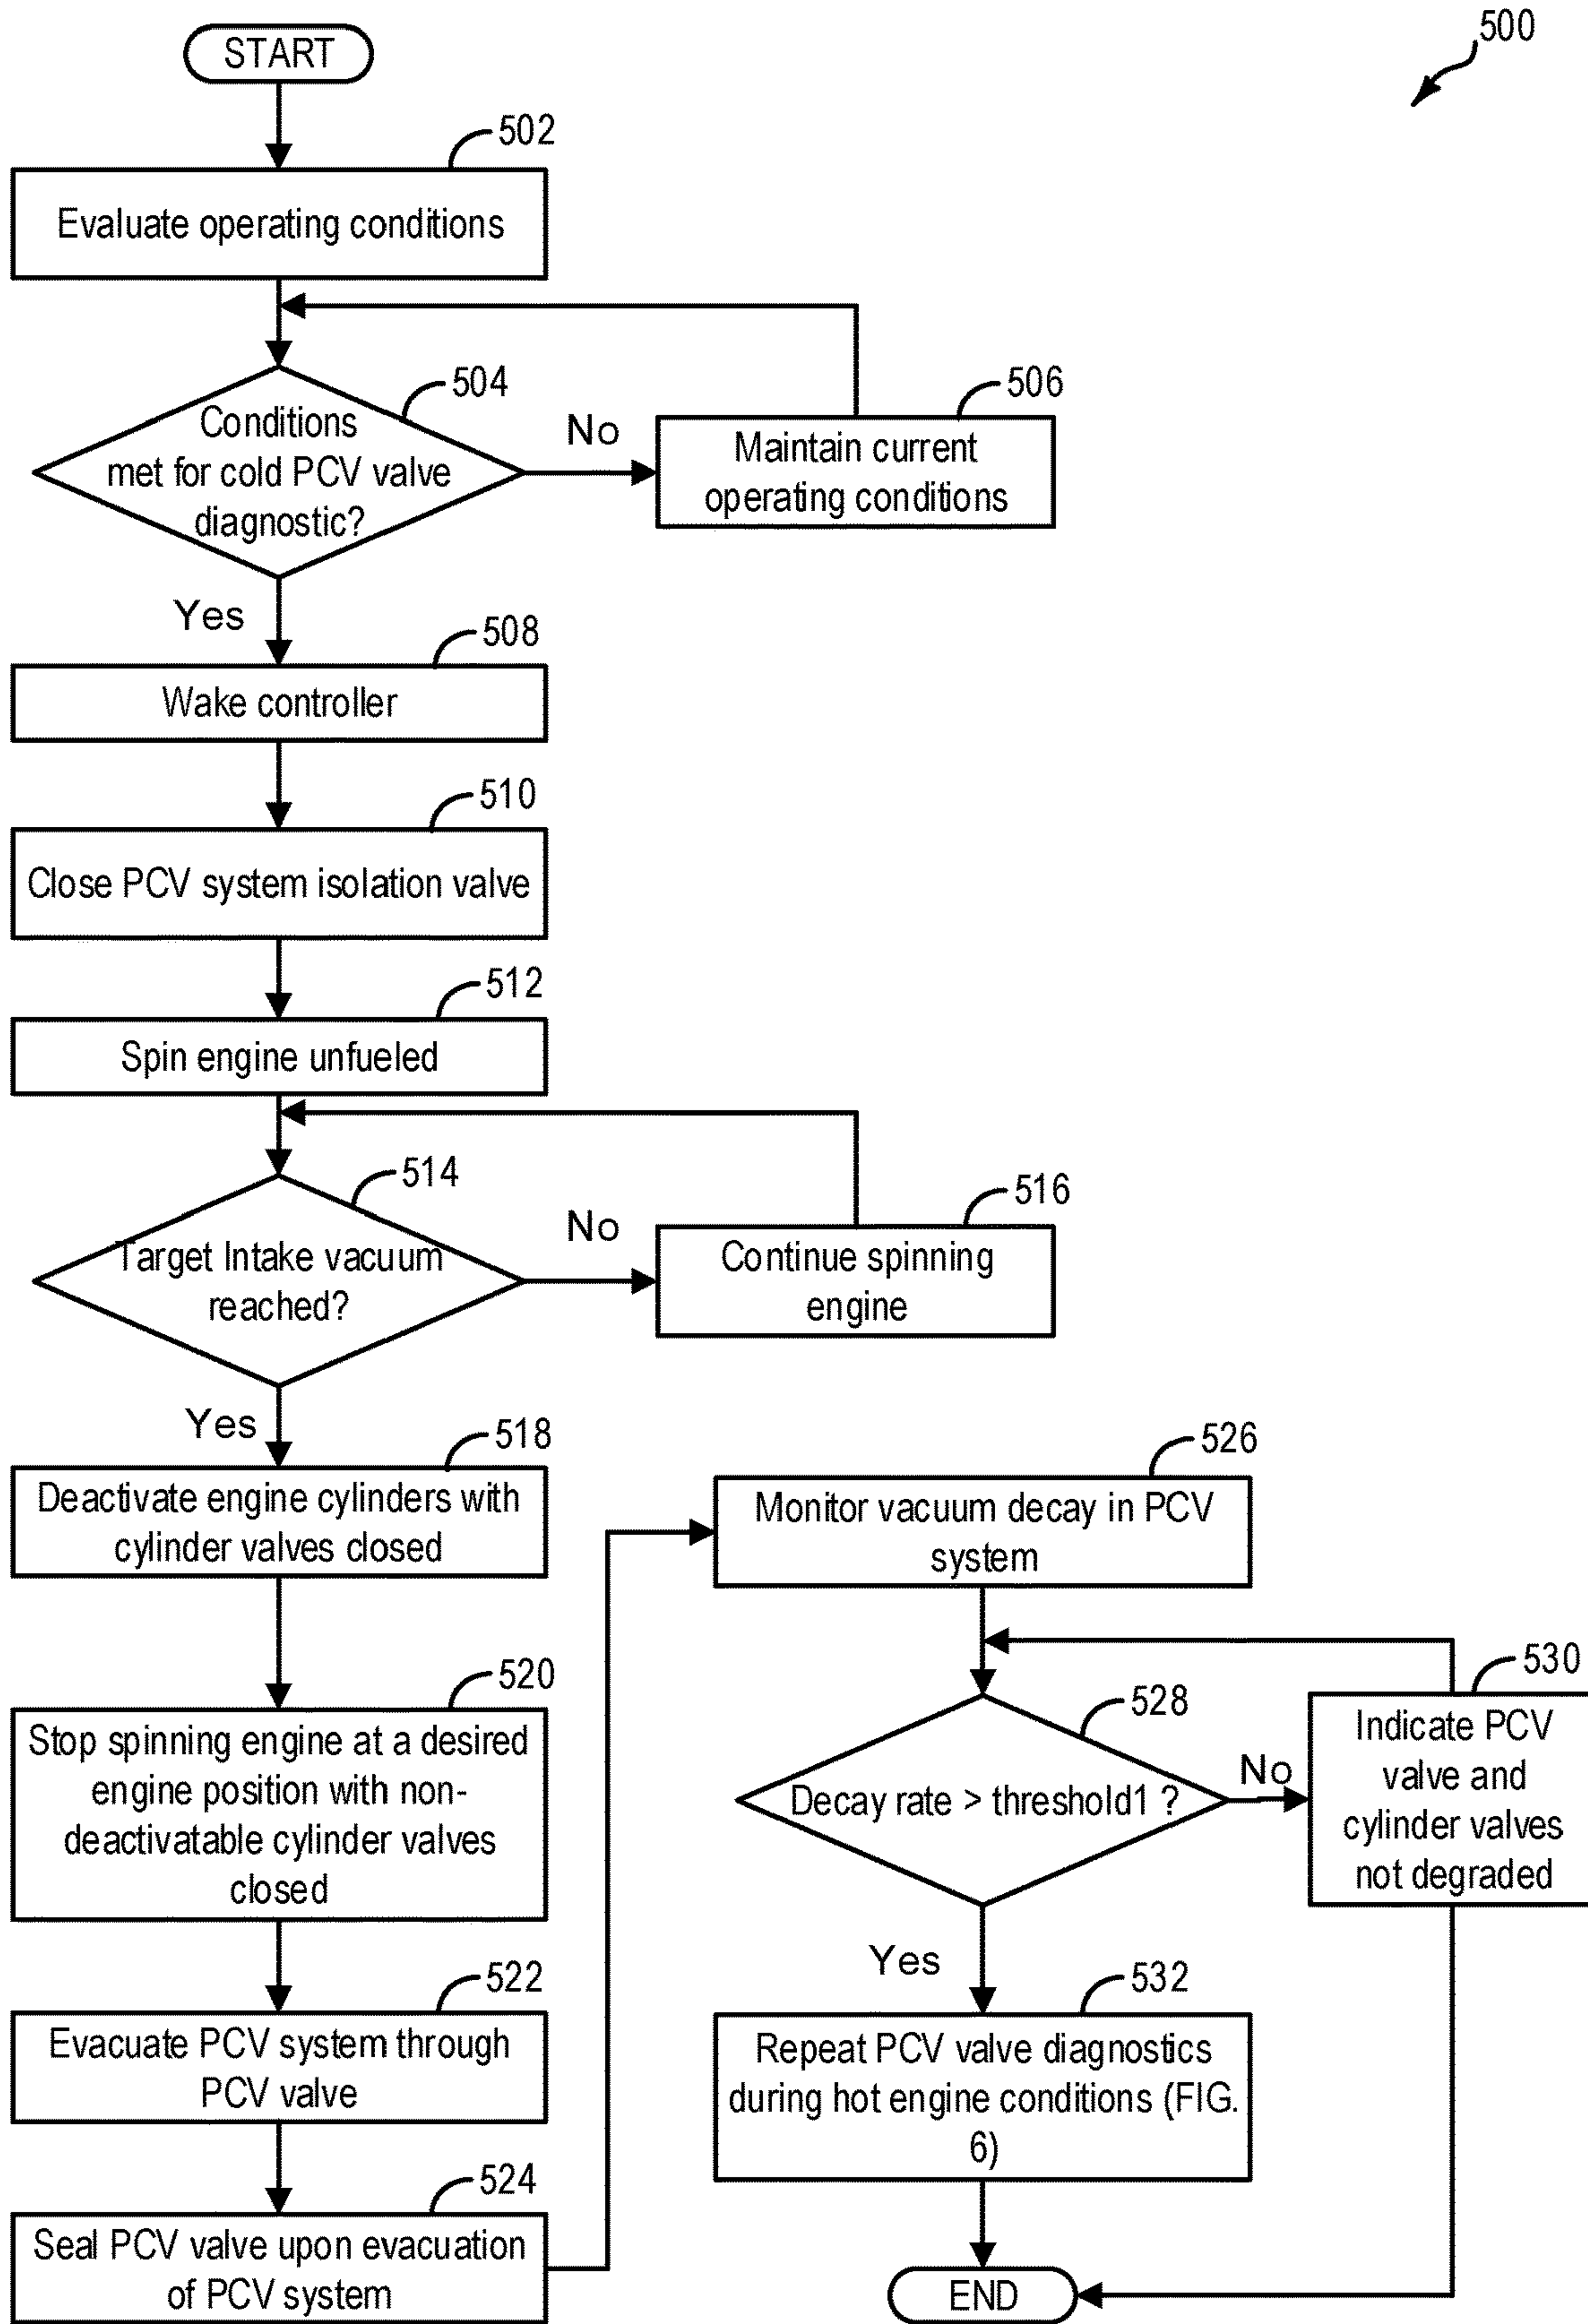 500
START
502
Evaluate operating conditions
504
Conditions
met for cold PCV valve
diagnostic?
No
506
Maintain current
operating conditions
Yes
508
Wake controller
510
Close PCV system isolation valve
512
Spin engine unfueled
514
Target Intake vacuum
reached?
No
516
Continue spinning
engine
Yes
518
Deactivate engine cylinders with
cylinder valves closed
520
Stop spinning engine at a desired
engine position with non-
deactivatable cylinder valves
closed
522
Evacuate PCV system through
PCV valve
524
Seal PCV valve upon evacuation
of PCV system
526
Monitor vacuum decay in PCV
system
528
Decay rate > threshold1 ?
No
530
Indicate PCV
valve and
cylinder valves
not degraded
Yes
532
Repeat PCV valve diagnostics
during hot engine conditions (FIG.
6)
END